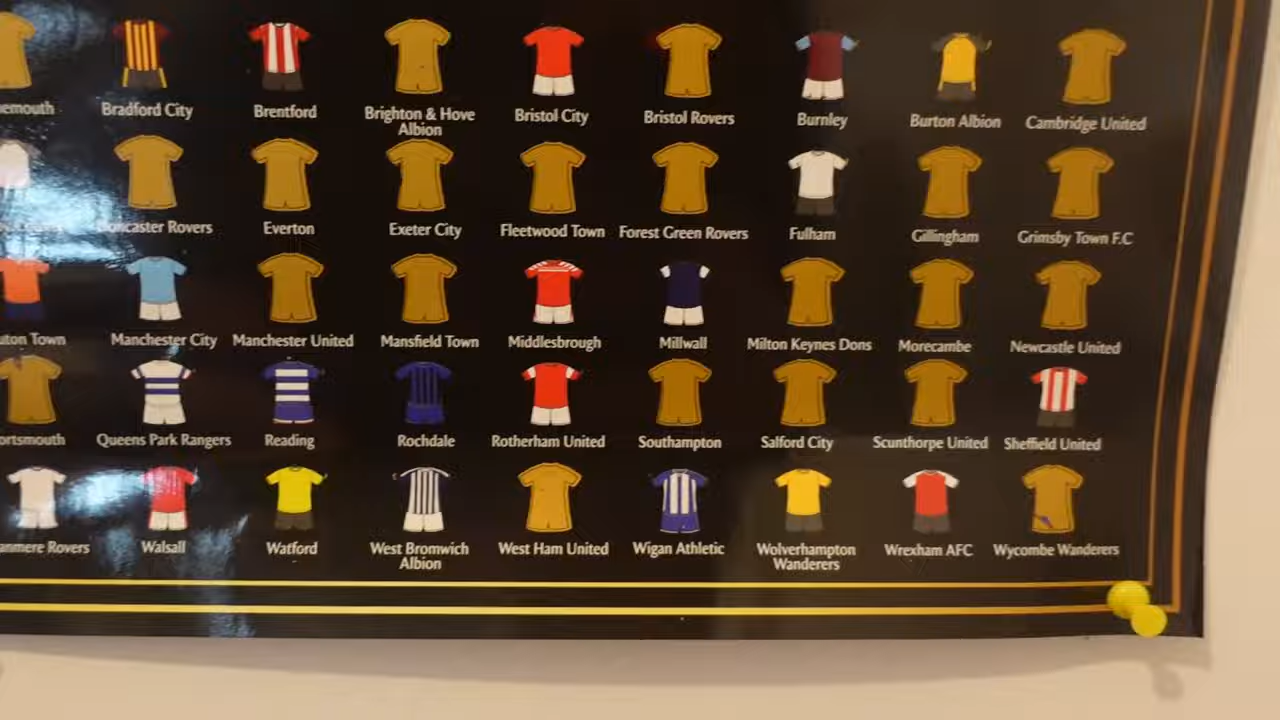 Bradford City
Brentford
Brighton & Hove
Albion
Bristol City
Bristol Rovers
Burnley
Burton Albion
Cambridge United
Rovers
Everton
Exeter City
Fleetwood Town
Forest Green Rovers
Fulham
Gillingham
Grimsby Town F.C
Town
Manchester City
Manchester United
Mansfield Town
Middlesbrough
Millwall
Milton Keynes Dons
Morecambe
Newcastle United
Queens Park Rangers
Reading
Rochdale
Rotherham United
Southampton
Salford City
Scunthorpe United
Sheffield United
Rovers
Walsall
Watford
West Bromwich
Albion
West Ham United
Wigan Athletic
Wolverhampton
Wanderers
Wrexham AFC
Wycombe Wanderers